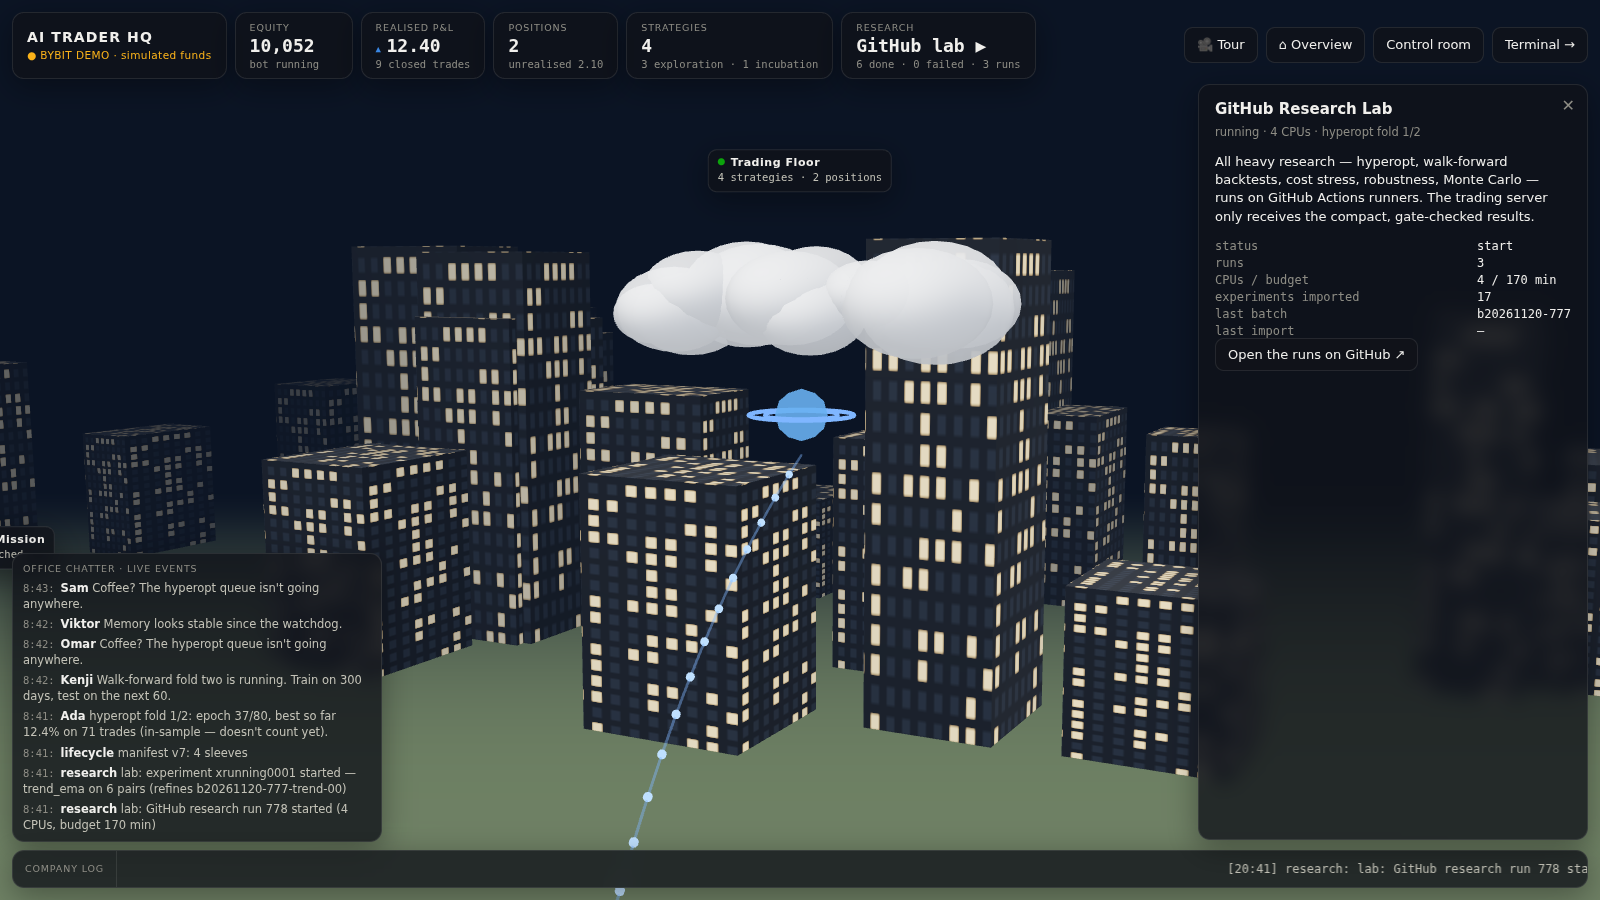 AI TRADER HQ
● BYBIT DEMO · simulated funds
EQUITY
10,052
bot running
REALISED P&L
▲ 12.40
9 closed trades
POSITIONS
2
unrealised 2.10
STRATEGIES
4
3 exploration · 1 incubation
RESEARCH
GitHub lab ▶
6 done · 0 failed · 3 runs
🎥 Tour
⌂ Overview
Control room
Terminal →
Trading Floor
4 strategies · 2 positions
GitHub Research Lab
✕
running · 4 CPUs · hyperopt fold 1/2
All heavy research — hyperopt, walk-forward
backtests, cost stress, robustness, Monte Carlo —
runs on GitHub Actions runners. The trading server
only receives the compact, gate-checked results.
status start
runs 3
CPUs / budget 4 / 170 min
experiments imported 17
last batch b20261120-777
last import —
Open the runs on GitHub ↗
Mission
OFFICE CHATTER · LIVE EVENTS
8:43: Sam Coffee? The hyperopt queue isn't going
anywhere.
8:42: Viktor Memory looks stable since the watchdog.
8:42: Omar Coffee? The hyperopt queue isn't going
anywhere.
8:42: Kenji Walk-forward fold two is running. Train on 300
days, test on the next 60.
8:41: Ada hyperopt fold 1/2: epoch 37/80, best so far
12.4% on 71 trades (in-sample — doesn't count yet).
8:41: lifecycle manifest v7: 4 sleeves
8:41: research lab: experiment xrunning0001 started —
trend_ema on 6 pairs (refines b20261120-777-trend-00)
8:41: research lab: GitHub research run 778 started (4
CPUs, budget 170 min)
COMPANY LOG
[20:41] research: lab: GitHub research run 778 sta